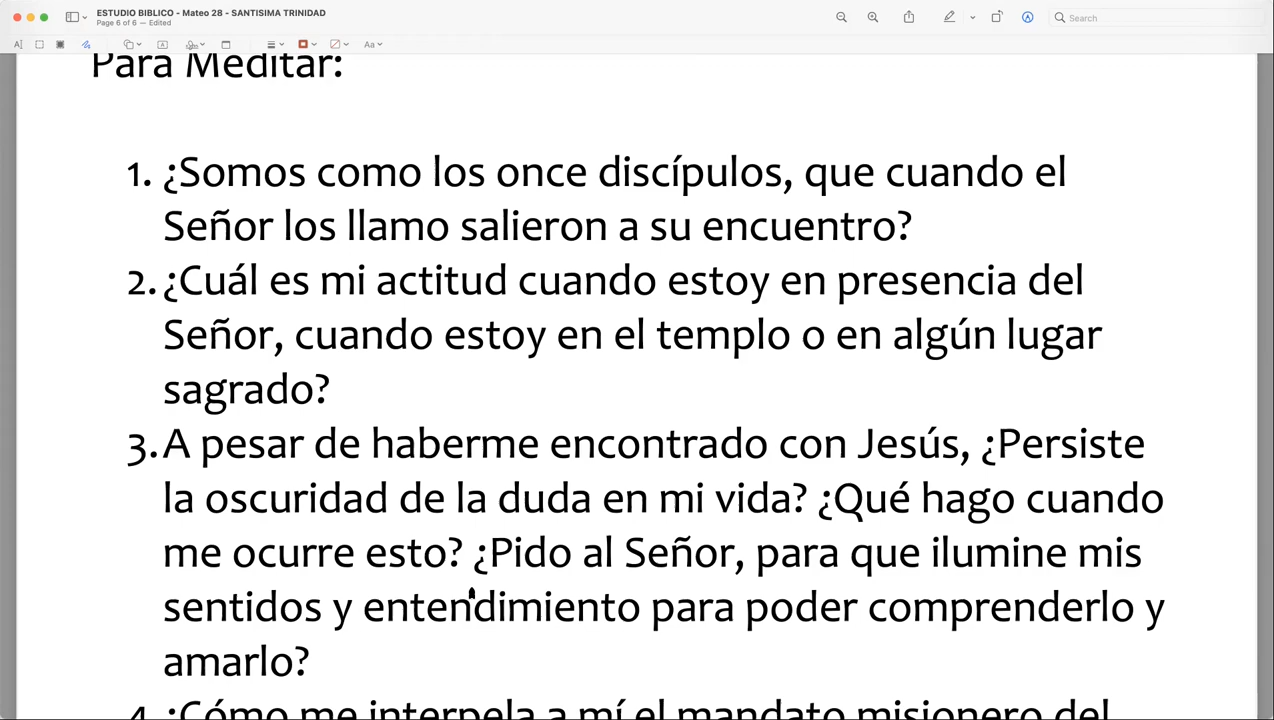 ESTUDIO BIBLICO - Mateo 28 - SANTISIMA TRINIDAD
Page 6 of 6 — Edited
Search
Aa
Para Meditar:
1. ¿Somos como los once discípulos, que cuando el
Señor los llamo salieron a su encuentro?
2. ¿Cuál es mi actitud cuando estoy en presencia del
Señor, cuando estoy en el templo o en algún lugar
sagrado?
3. A pesar de haberme encontrado con Jesús, ¿Persiste
la oscuridad de la duda en mi vida? ¿Qué hago cuando
me ocurre esto? ¿Pido al Señor, para que ilumine mis
sentidos y entendimiento para poder comprenderlo y
amarlo?
4. ¿Cómo me interpela a mí el mandato misionero del